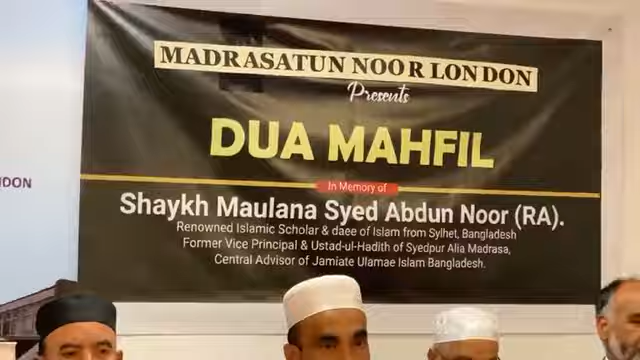 MADRASATUN NOOR LONDON
Presents
DUA MAHFIL
In Memory of
Shaykh Maulana Syed Abdun Noor (RA).
Renowned Islamic Scholar & daee of Islam from Sylhet, Bangladesh
Former Vice Principal & Ustad-ul-Hadith of Syedpur Alia Madrasa,
Central Advisor of Jamiate Ulamae Islam Bangladesh.
NDON